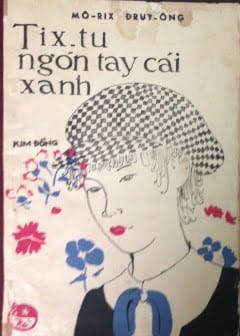 MÔ-RIX ĐRUY-ÔNG
Tix-tu
ngón tay cái
xanh
KIM ĐỒNG